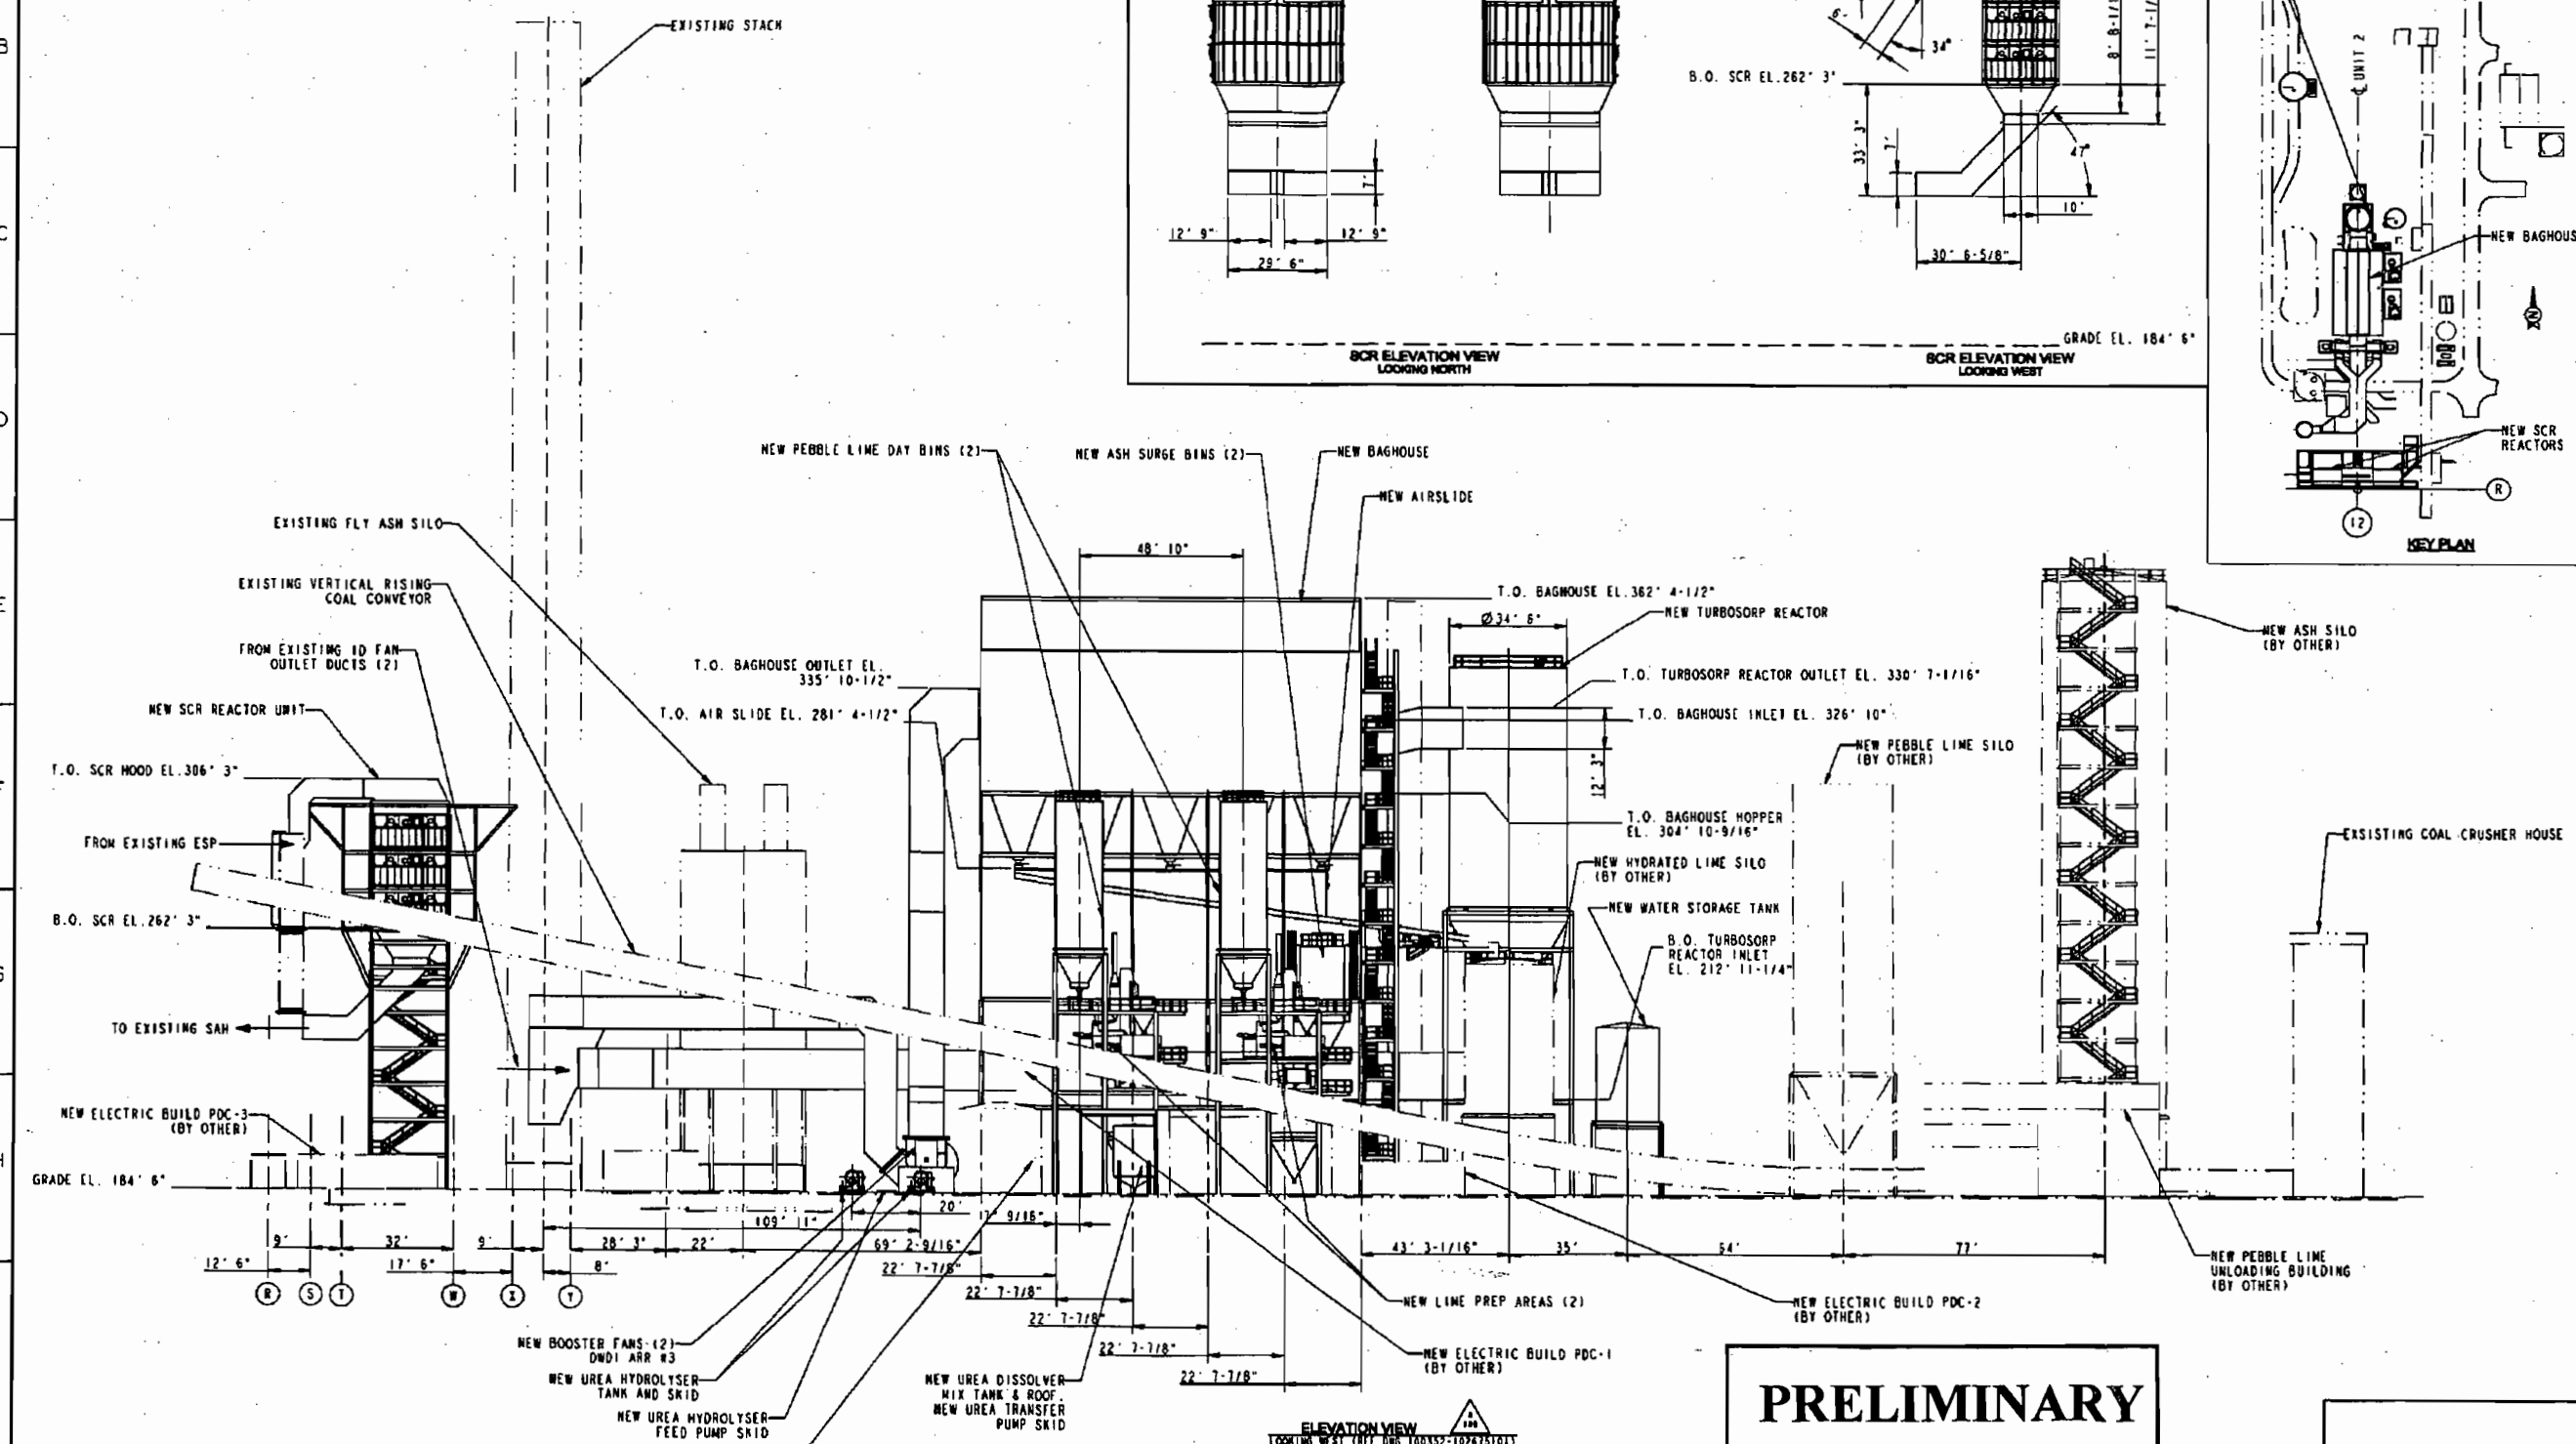 B
C
D
E
G
H
EXISTING STACK
34°
B.O. SCR EL.262' 3"
33' 3"
7'
47°
10'
30' 6-5/8"
7'
12' 9"
12' 9"
29' 6"
GRADE EL. 184' 6"
SCR ELEVATION VIEW
LOOKING NORTH
SCR ELEVATION VIEW
LOOKING WEST
UNIT 2
NEW BAGHOUS
NEW SCR
REACTORS
R
12
KEY PLAN
NEW PEBBLE LIME DAY BINS (2)
NEW ASH SURGE BINS (2)
NEW BAGHOUSE
NEW AIRSLIDE
EXISTING FLY ASH SILO
48' 10"
EXISTING VERTICAL RISING
COAL CONVEYOR
T.O. BAGHOUSE EL.362' 4-1/2"
NEW TURBOSORP REACTOR
Ø34' 6"
NEW ASH SILO
(BY OTHER)
FROM EXISTING ID FAN
OUTLET DUCTS (2)
T.O. BAGHOUSE OUTLET EL.
335' 10-1/2"
T.O. TURBOSORP REACTOR OUTLET EL. 330' 7-1/16"
NEW SCR REACTOR UNIT
T.O. AIR SLIDE EL. 281' 4-1/2"
T.O. BAGHOUSE INLET EL. 326' 10"
NEW PEBBLE LIME SILO
(BY OTHER)
T.O. SCR HOOD EL.306' 3"
12' 3"
T.O. BAGHOUSE HOPPER
EL. 304' 10-9/16"
FROM EXISTING ESP
EXSISTING COAL CRUSHER HOUSE
NEW HYDRATED LIME SILO
(BY OTHER)
B.O. SCR EL.262' 3"
NEW WATER STORAGE TANK
B.O. TURBOSORP
REACTOR INLET
EL. 212' 11-1/4"
TO EXISTING SAH
NEW ELECTRIC BUILD PDC-3
(BY OTHER)
GRADE EL. 184' 6"
20'
109' 11"
9'
32'
9'
28' 3"
22'
69' 2-9/16"
43' 3-1/16"
35'
64'
77'
12' 6"
17' 6"
8'
22' 7-7/8"
R
S
T
W
X
Y
22' 7-7/8"
22' 7-7/8"
22' 7-7/8"
22' 7-7/8"
NEW PEBBLE LIME
UNLOADING BUILDING
(BY OTHER)
NEW LIME PREP AREAS (2)
NEW ELECTRIC BUILD PDC-2
(BY OTHER)
NEW BOOSTER FANS (2)
DWDI ARR #3
NEW ELECTRIC BUILD PDC-1
(BY OTHER)
NEW UREA HYDROLYSER
TANK AND SKID
NEW UREA DISSOLVER
MIX TANK & ROOF.
NEW UREA TRANSFER
PUMP SKID
NEW UREA HYDROLYSER
FEED PUMP SKID
ELEVATION VIEW
PRELIMINARY